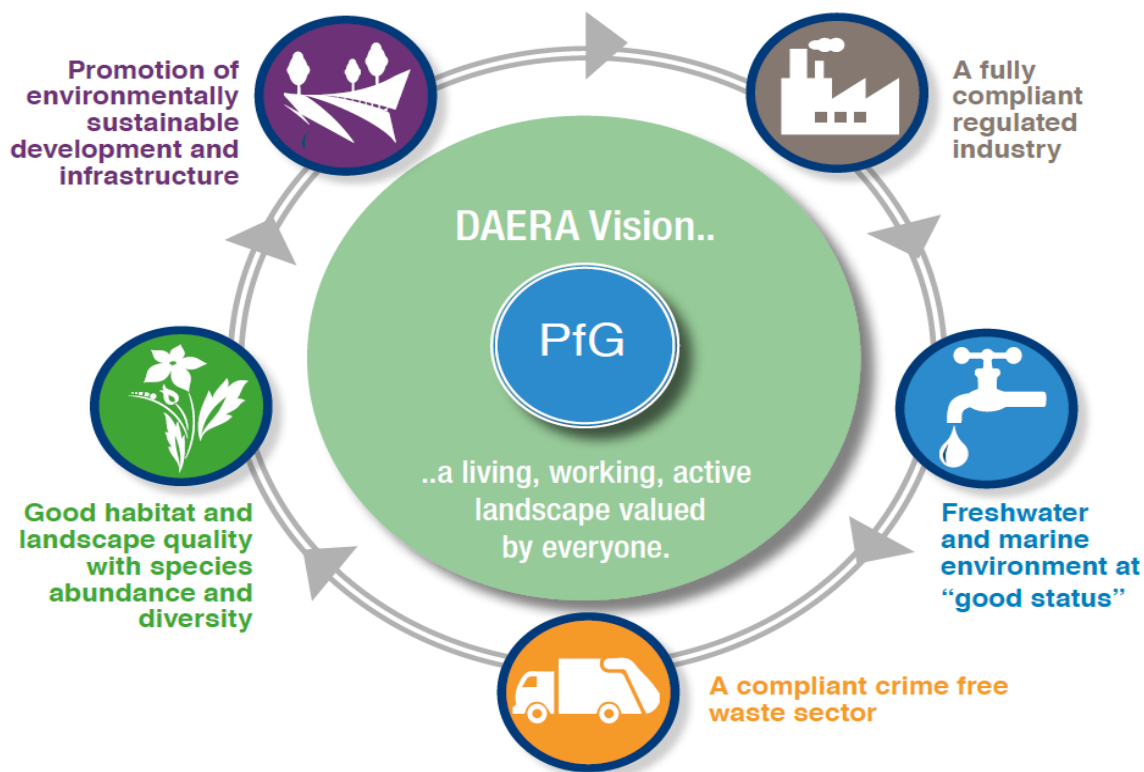 Promotion of
environmentally
sustainable
development and
infrastructure
A fully
compliant
regulated
industry
DAERA Vision..
PfG
..a living, working, active
landscape valued
by everyone.
Good habitat and
landscape quality
with species
abundance and
diversity
Freshwater
and marine
environment at
“good status”
A compliant crime free
waste sector